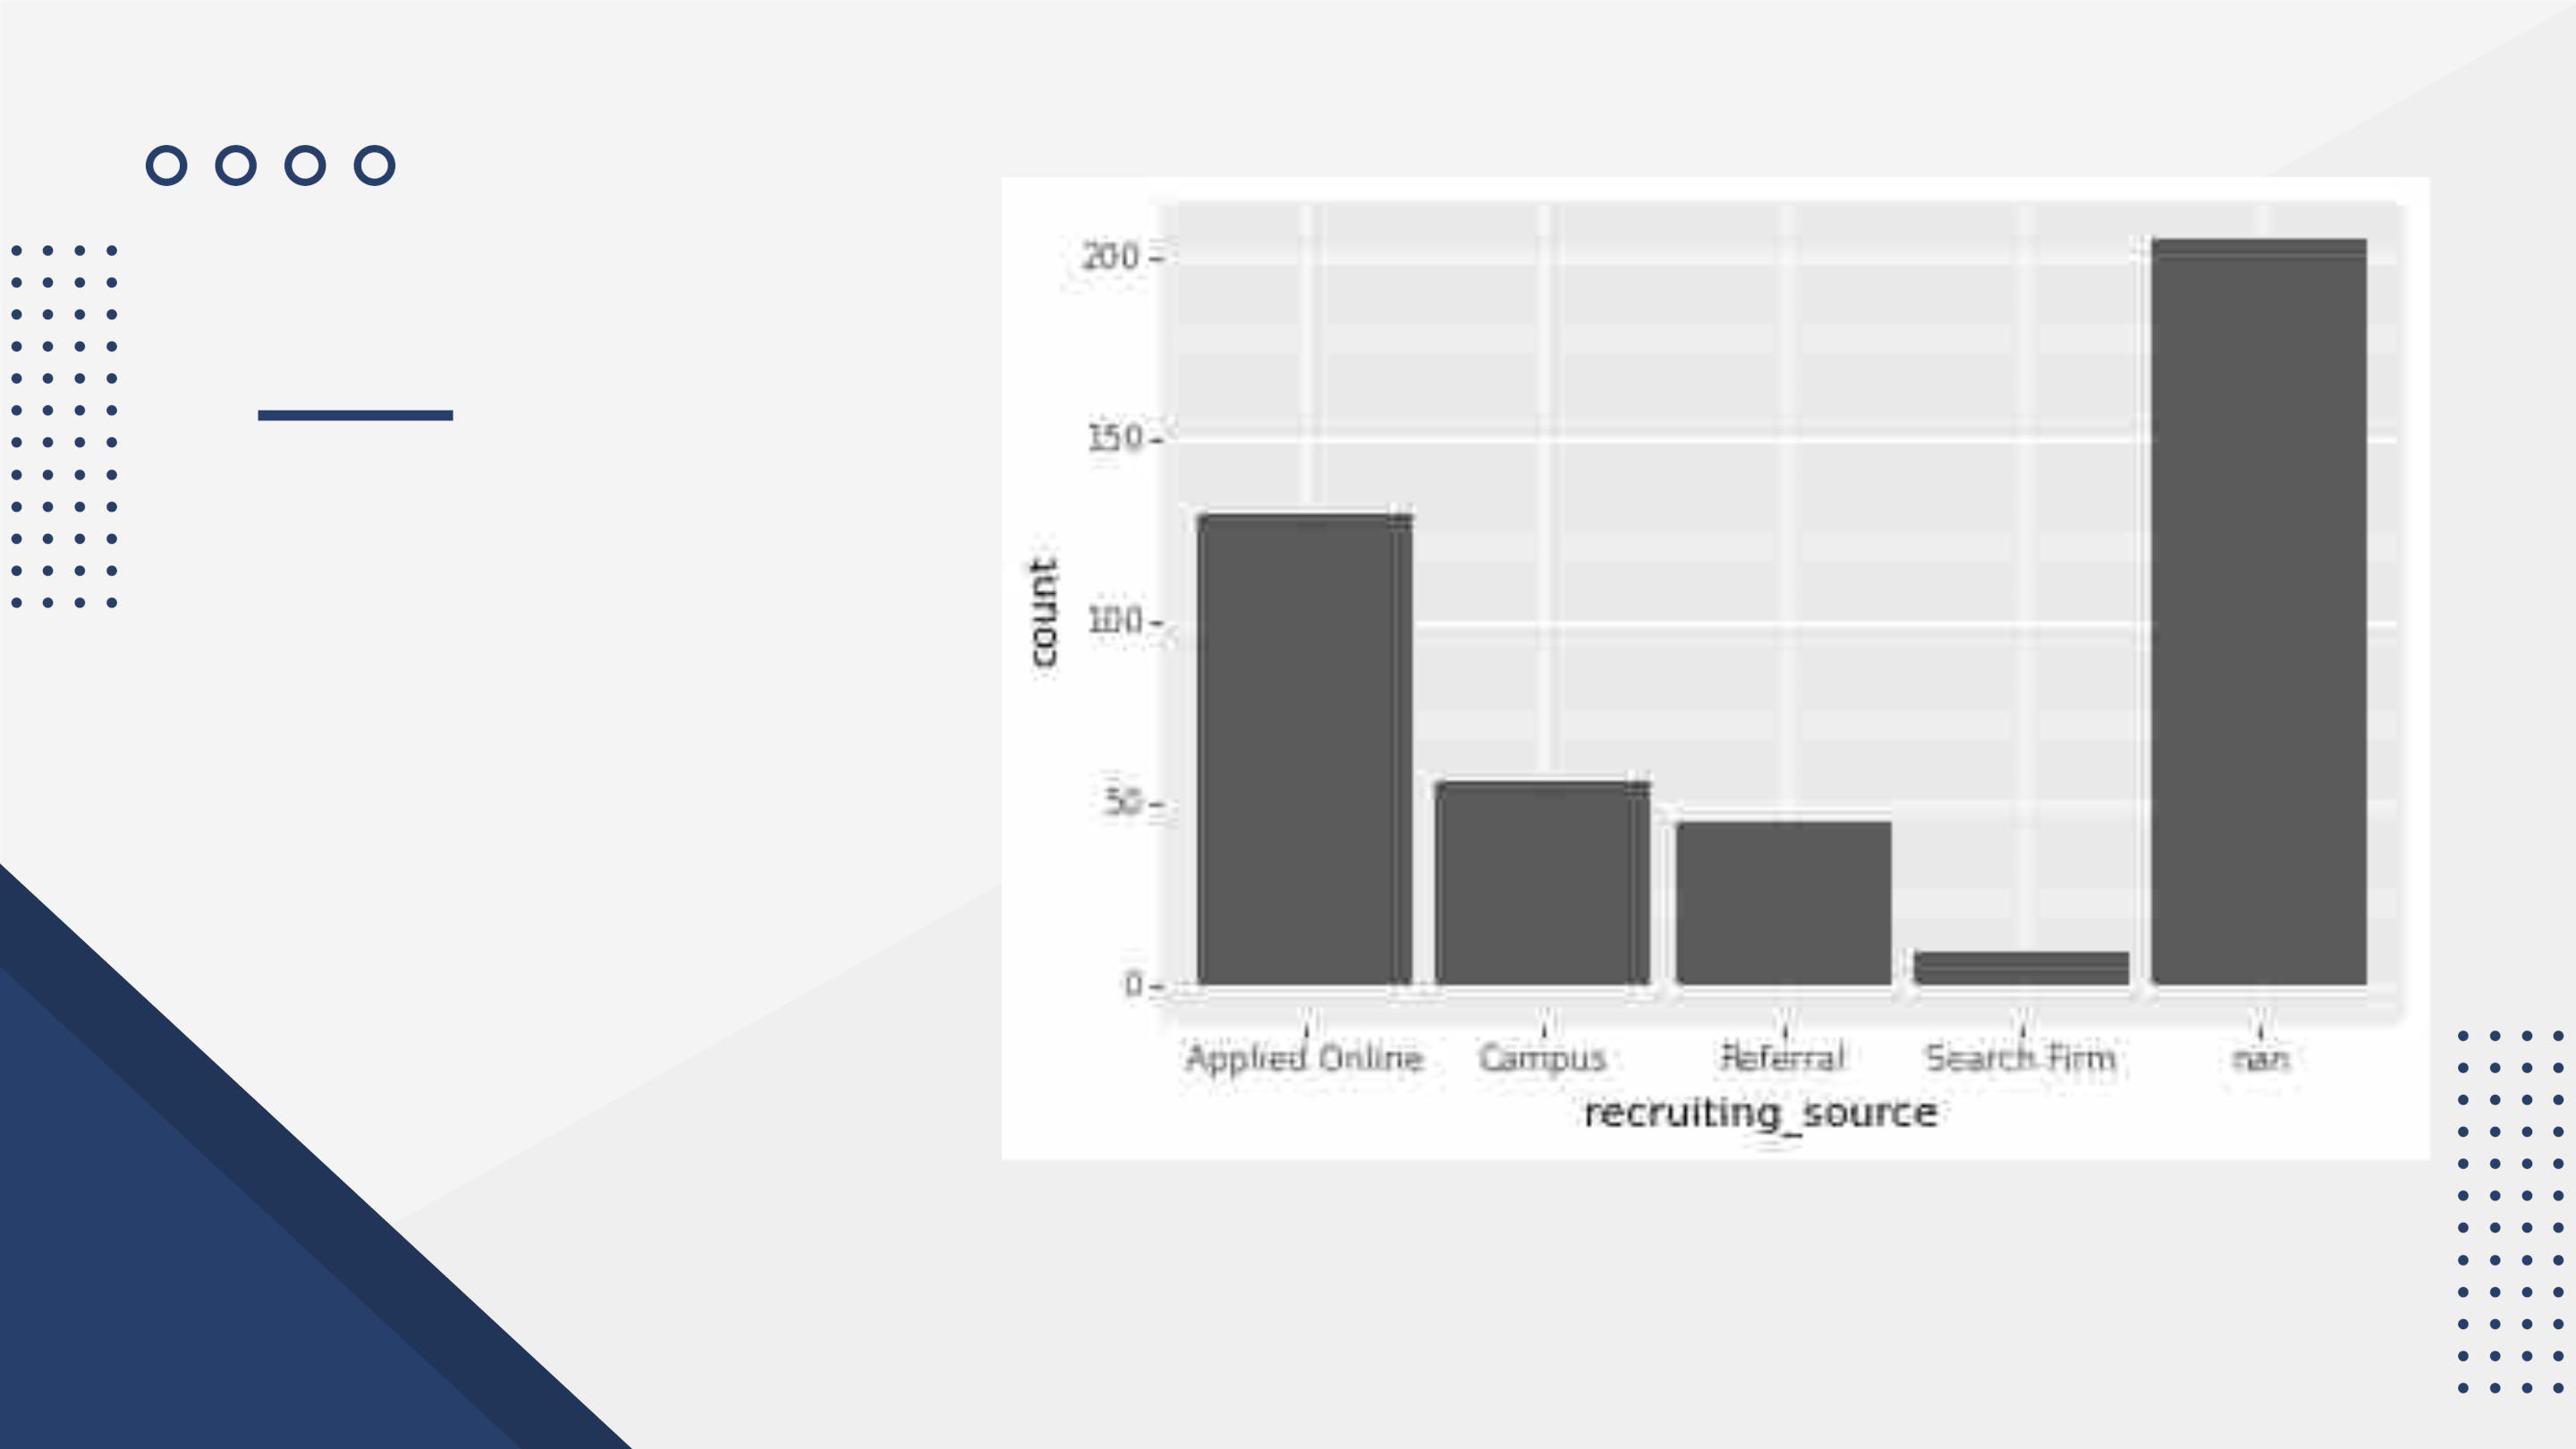 200
150
100
50
0
count
Applied Online Campus Referral Search Firm nan
recruiting_source